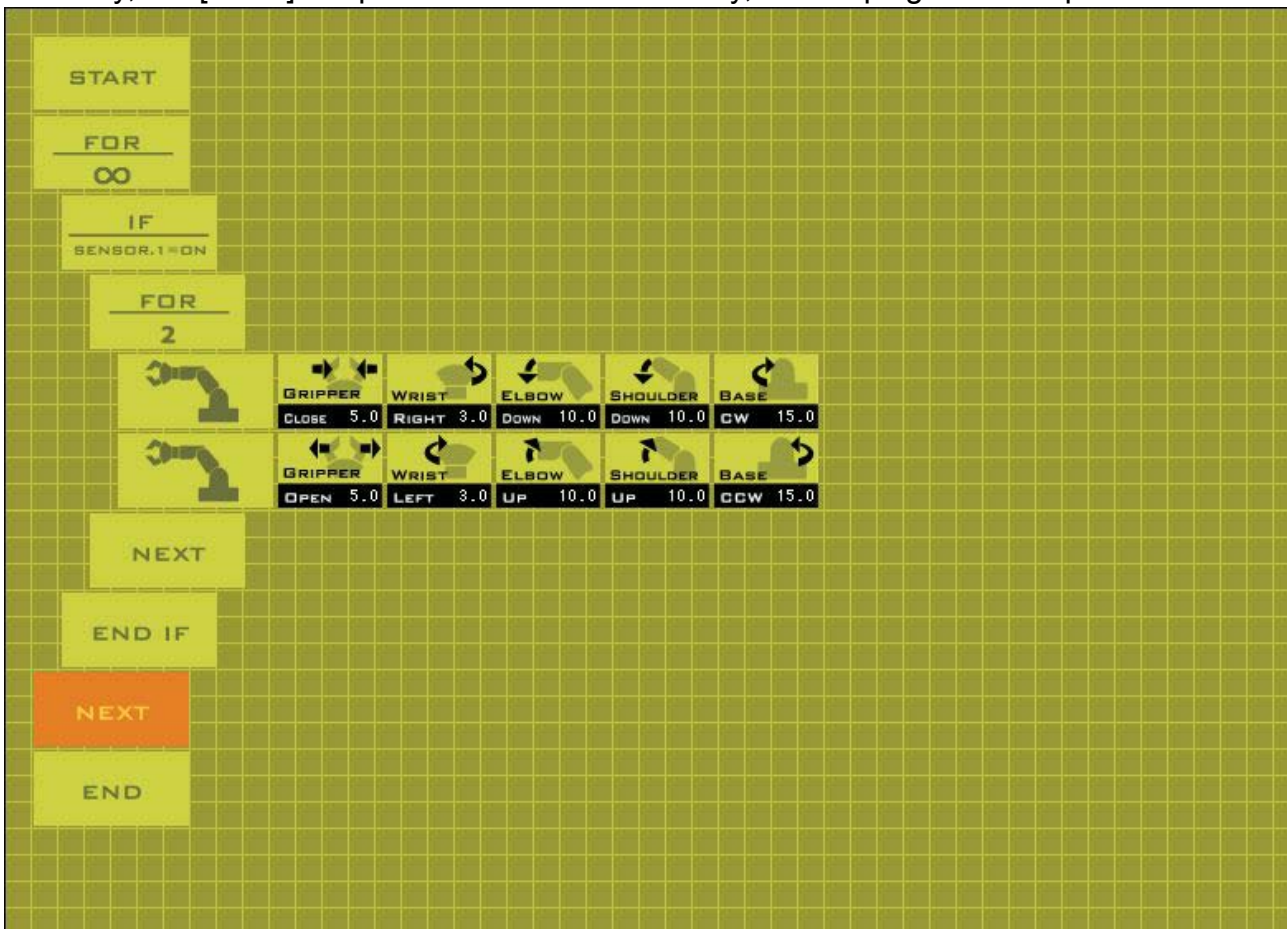 START
FOR
∞
IF
SENSOR.1=ON
FOR
2
GRIPPER WRIST ELBOW SHOULDER BASE
CLOSE 5.0 RIGHT 3.0 DOWN 10.0 DOWN 10.0 CW 15.0
GRIPPER WRIST ELBOW SHOULDER BASE
OPEN 5.0 LEFT 3.0 UP 10.0 UP 10.0 CCW 15.0
NEXT
END IF
NEXT
END